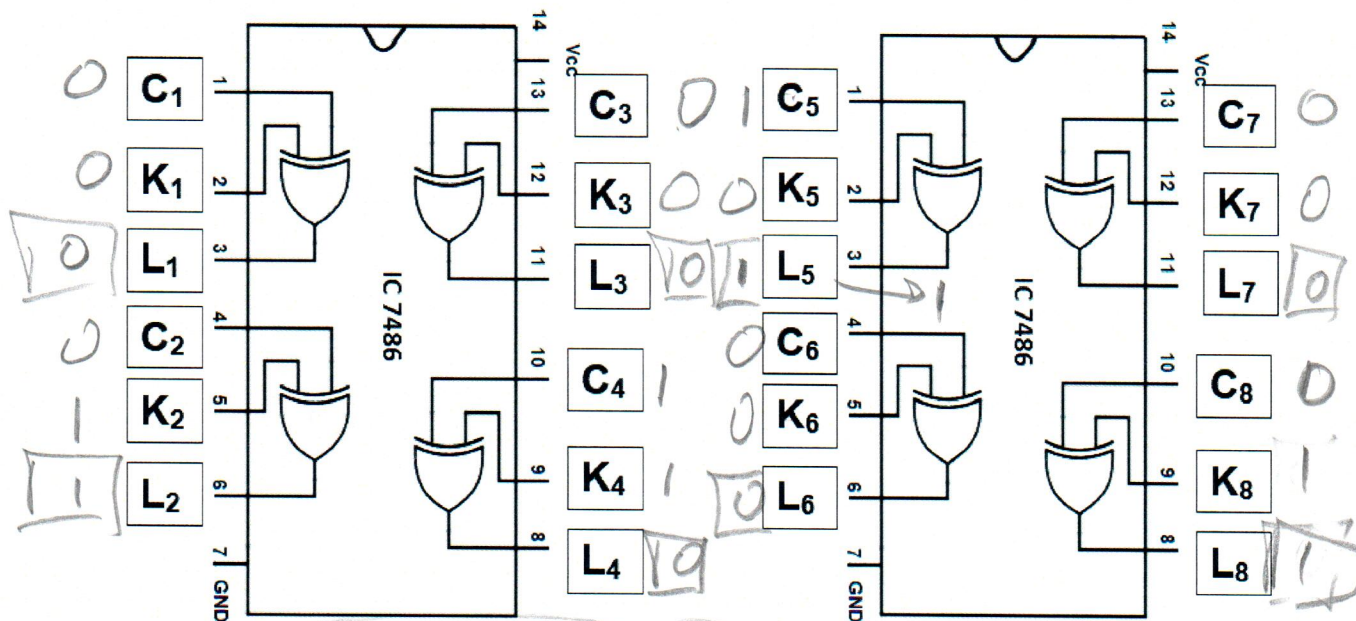 14 14
Vcc Vcc
0 C1 1 13 C3 0 1 C5 1 13 C7 0
0 K1 2 12 K3 0 0 K5 2 12 K7 0
0 L1 3 11 L3 0 1 L5 3 11 L7 0
1
IC 7486 IC 7486
0 C2 4 10 C4 1 0 C6 4 10 C8 0
1 K2 5 9 K4 1 0 K6 5 9 K8 1
1 L2 6 8 L4 0 0 L6 6 8 L8 1
7 7
GND GND